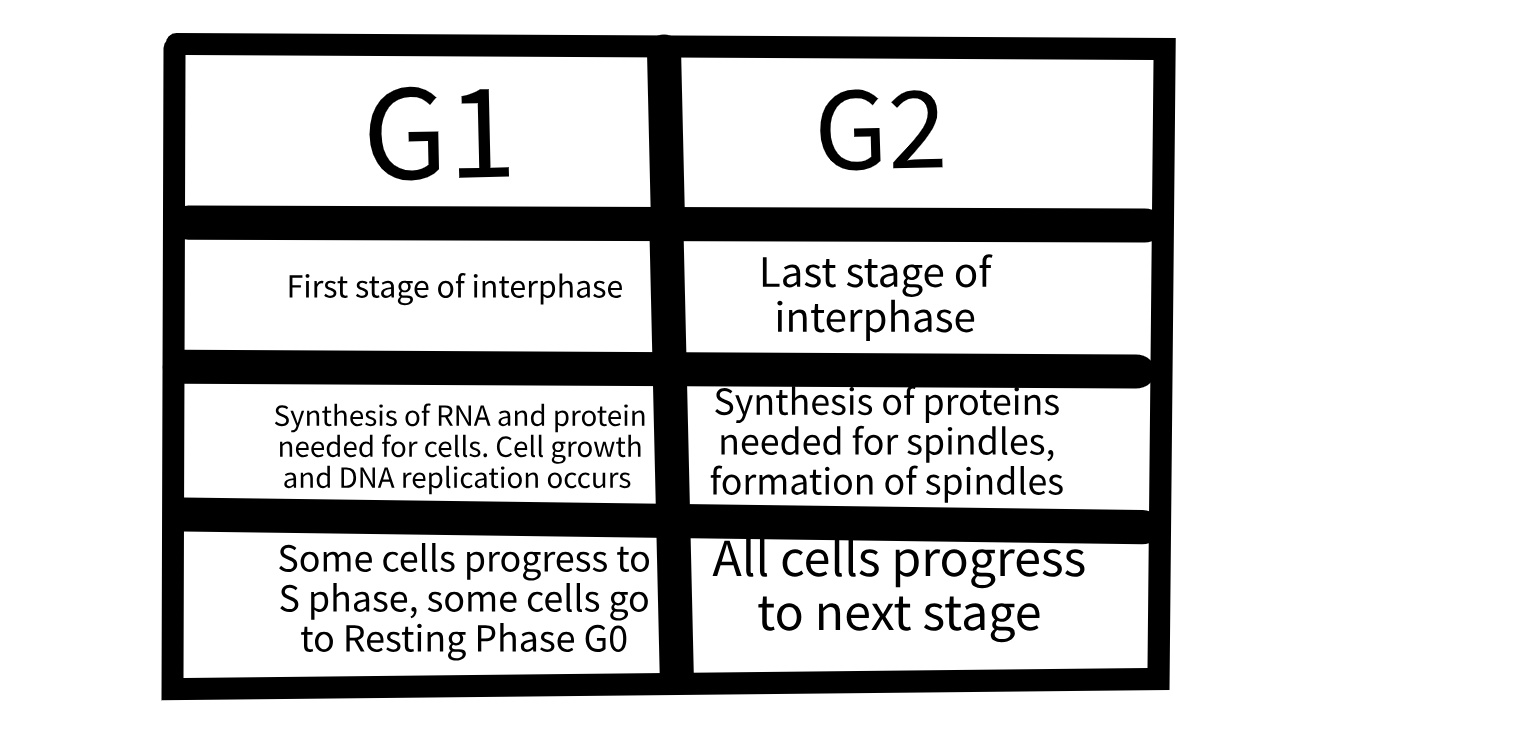 G1
G2
First stage of interphase
Last stage of
interphase
Synthesis of RNA and protein
needed for cells. Cell growth
and DNA replication occurs
Synthesis of proteins
needed for spindles,
formation of spindles
Some cells progress to
S phase, some cells go
to Resting Phase G0
All cells progress
to next stage